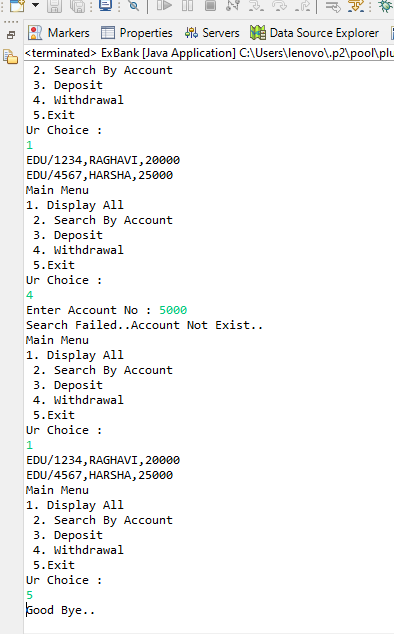 Markers Properties Servers Data Source Explorer
<terminated> ExBank [Java Application] C:\Users\lenovo\.p2\pool\plu
2. Search By Account
3. Deposit
4. Withdrawal
5.Exit
Ur Choice :
1
EDU/1234,RAGHAVI,20000
EDU/4567,HARSHA,25000
Main Menu
1. Display All
2. Search By Account
3. Deposit
4. Withdrawal
5.Exit
Ur Choice :
4
Enter Account No : 5000
Search Failed..Account Not Exist..
Main Menu
1. Display All
2. Search By Account
3. Deposit
4. Withdrawal
5.Exit
Ur Choice :
1
EDU/1234,RAGHAVI,20000
EDU/4567,HARSHA,25000
Main Menu
1. Display All
2. Search By Account
3. Deposit
4. Withdrawal
5.Exit
Ur Choice :
5
Good Bye..